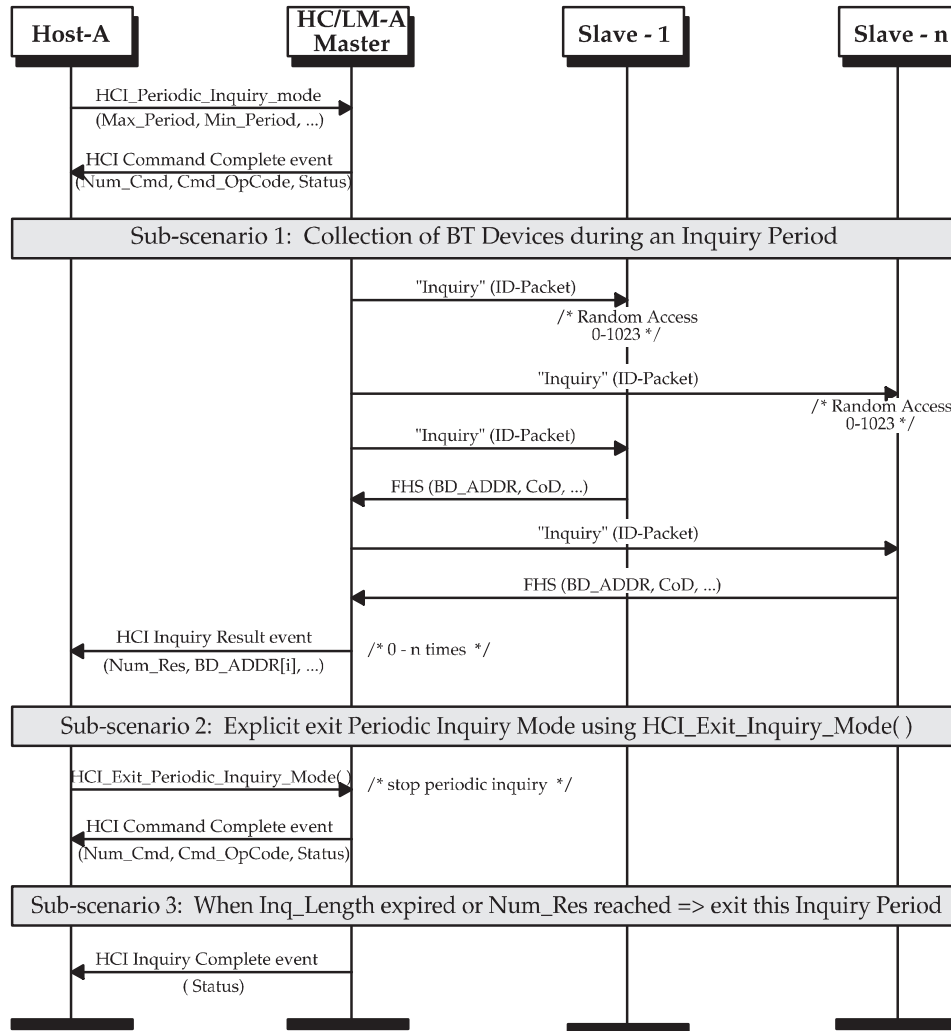 Host-A
HC/LM-A
Master
Slave - 1
Slave - n
HCI_Periodic_Inquiry_mode
(Max_Period, Min_Period, ...)
HCI Command Complete event
(Num_Cmd, Cmd_OpCode, Status)
Sub-scenario 1:  Collection of BT Devices during an Inquiry Period
"Inquiry" (ID-Packet)
/* Random Access
0-1023 */
"Inquiry" (ID-Packet)
/* Random Access
0-1023 */
"Inquiry" (ID-Packet)
FHS (BD_ADDR, CoD, ...)
"Inquiry" (ID-Packet)
FHS (BD_ADDR, CoD, ...)
HCI Inquiry Result event
/* 0 - n times  */
(Num_Res, BD_ADDR[i], ...)
Sub-scenario 2:  Explicit exit Periodic Inquiry Mode using HCI_Exit_Inquiry_Mode( )
HCI_Exit_Periodic_Inquiry_Mode( )
/* stop periodic inquiry  */
HCI Command Complete event
(Num_Cmd, Cmd_OpCode, Status)
Sub-scenario 3:  When Inq_Length expired or Num_Res reached => exit this Inquiry Period
HCI Inquiry Complete event
( Status)